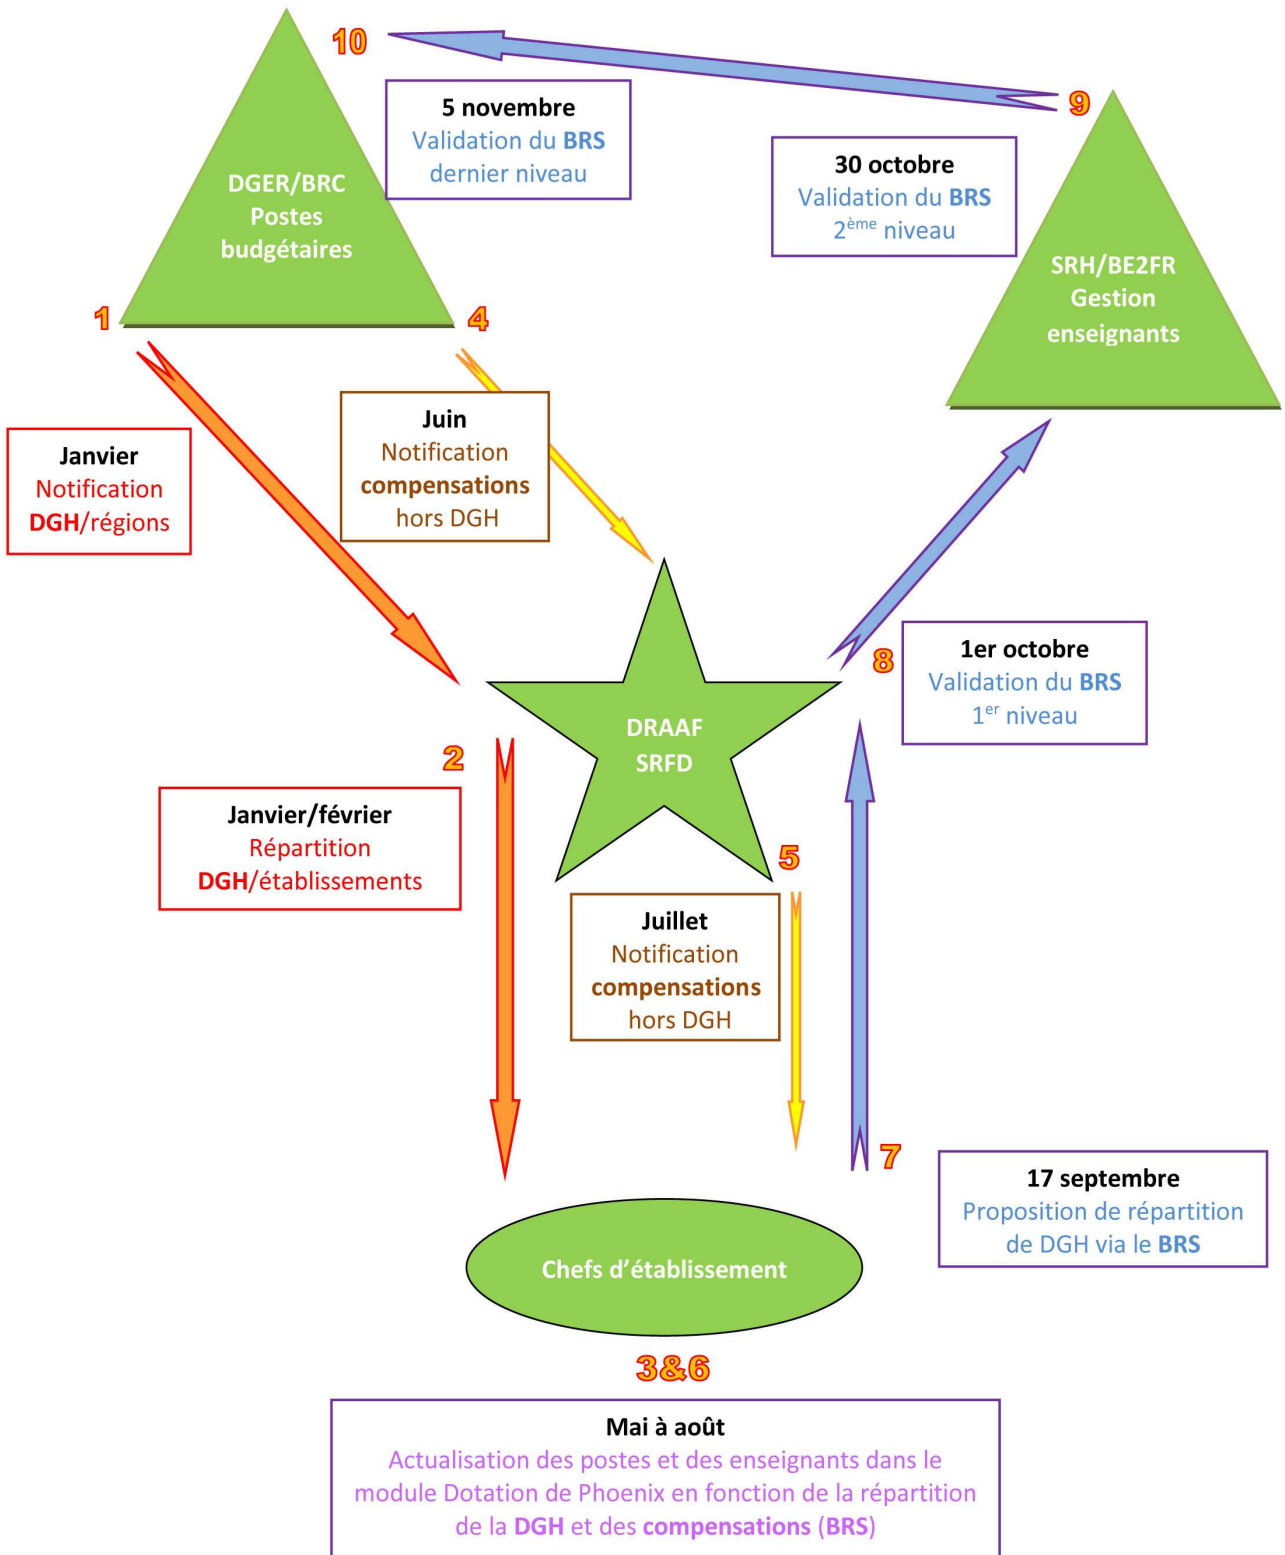 10
9
5 novembre
Validation du BRS
dernier niveau
30 octobre
Validation du BRS
2ème niveau
DGER/BRC
Postes
budgétaires
SRH/BE2FR
Gestion
enseignants
1
4
Juin
Notification
compensations
hors DGH
Janvier
Notification
DGH/régions
8
1er octobre
Validation du BRS
1er niveau
DRAAF
SRFD
2
Janvier/février
Répartition
DGH/établissements
5
Juillet
Notification
compensations
hors DGH
7
17 septembre
Proposition de répartition
de DGH via le BRS
Chefs d’établissement
3&6
Mai à août
Actualisation des postes et des enseignants dans le
module Dotation de Phoenix en fonction de la répartition
de la DGH et des compensations (BRS)